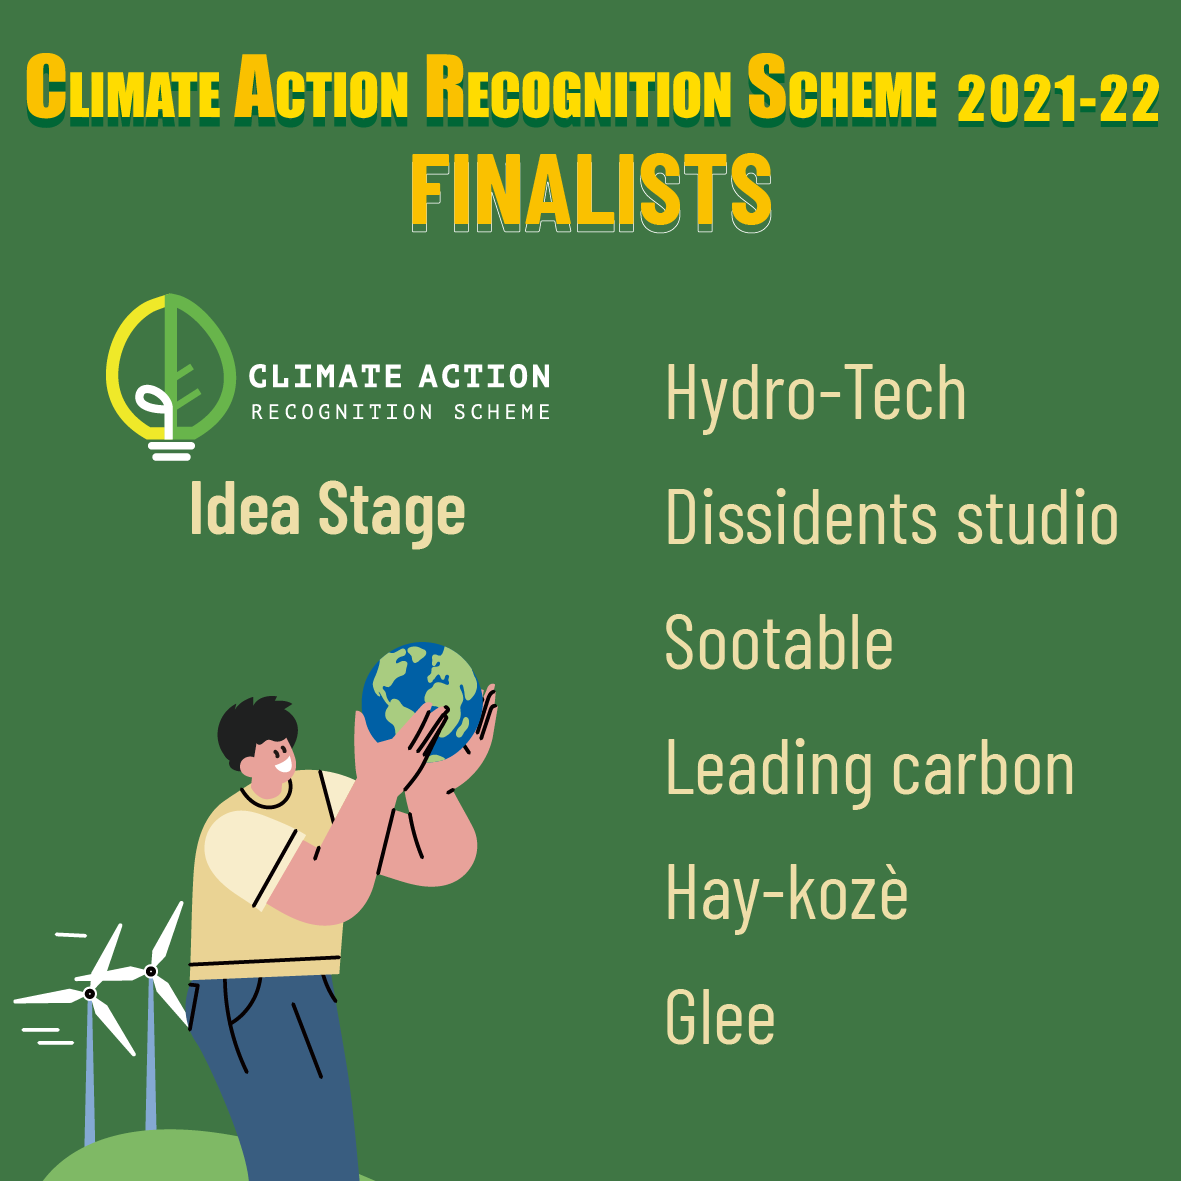 CLIMATE ACTION RECOGNITION SCHEME 2021-22
FINALISTS
CLIMATE ACTION
RECOGNITION SCHEME
Idea Stage
Hydro-Tech
Dissidents studio
Sootable
Leading carbon
Hay-kozè
Glee